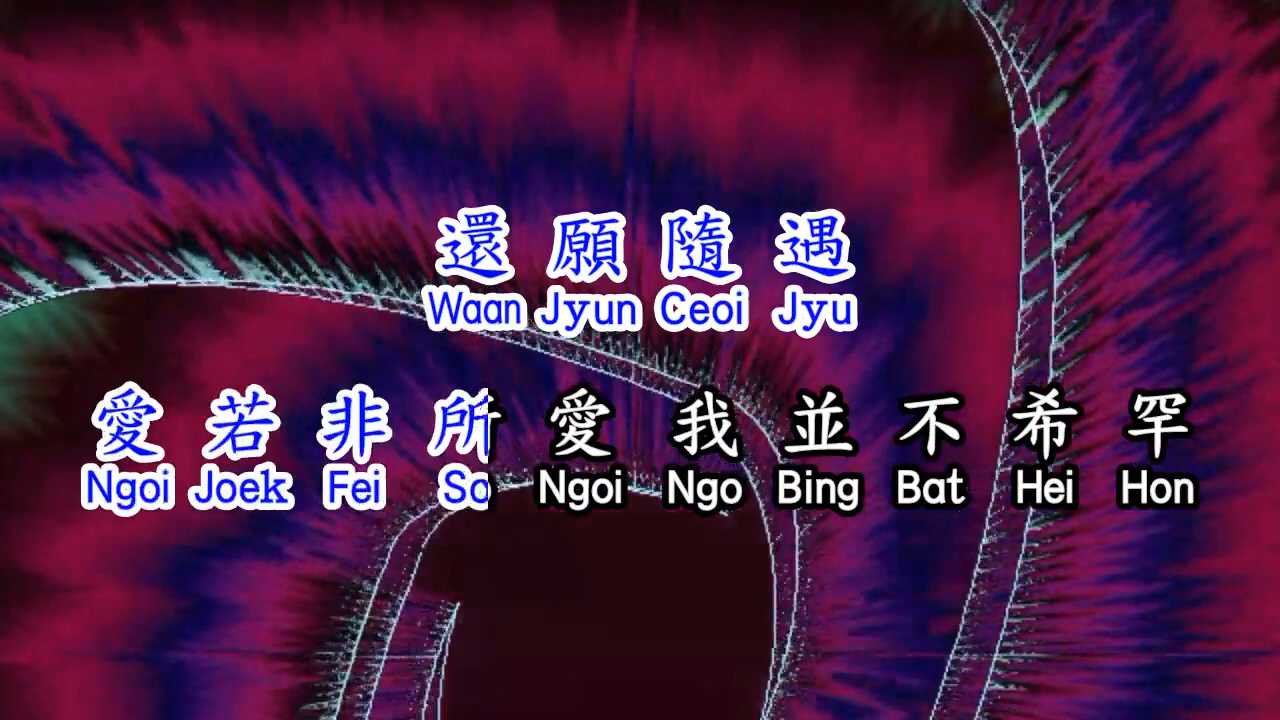 還 願 隨 遇
Waan Jyun Ceoi Jyu
愛 若 非 所 愛 我 並 不 希 罕
Ngoi Joek Fei So Ngoi Ngo Bing Bat Hei Hon